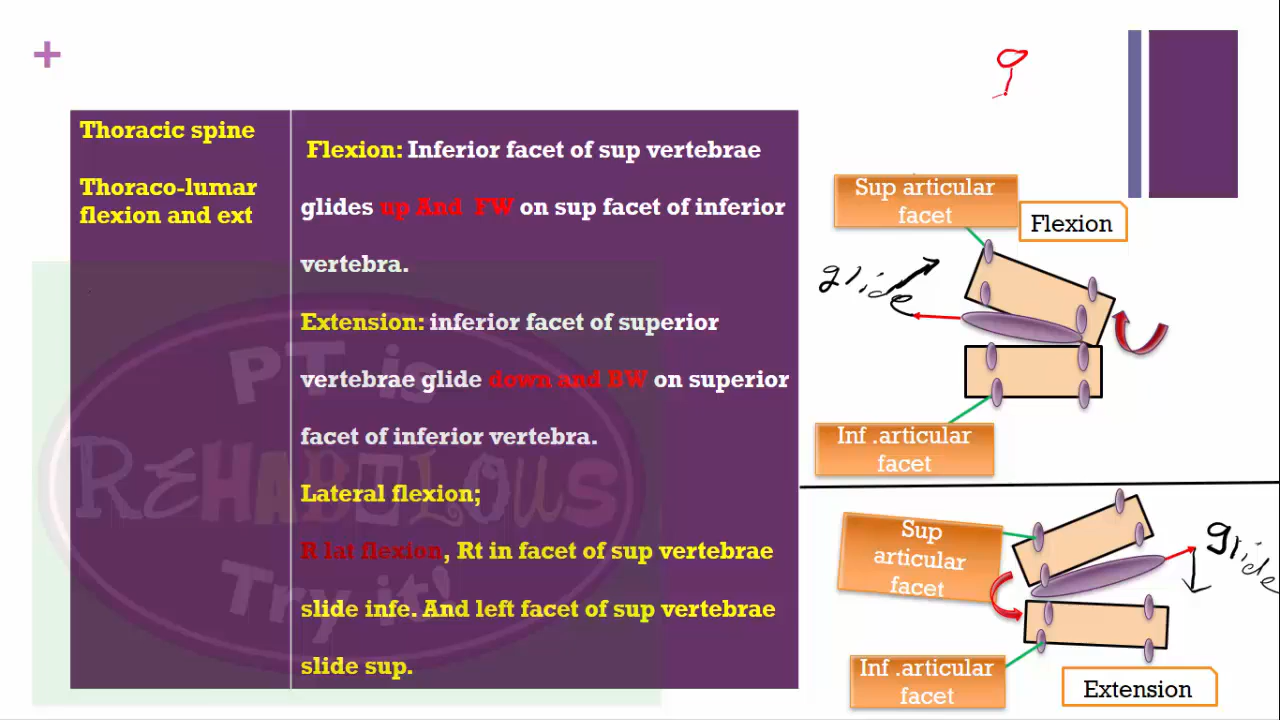 +
Thoracic spine
Thoraco-lumar
flexion and ext
Flexion: Inferior facet of sup vertebrae
glides up And FW on sup facet of inferior
vertebra.
Extension: inferior facet of superior
vertebrae glide down and BW on superior
facet of inferior vertebra.
Lateral flexion;
R lat flexion, Rt in facet of sup vertebrae
slide infe. And left facet of sup vertebrae
slide sup.
PT is
REHABILOUS
Try it!
Sup articular
facet
Flexion
glide
Inf .articular
facet
Sup
articular
facet
glide
Inf .articular
facet
Extension